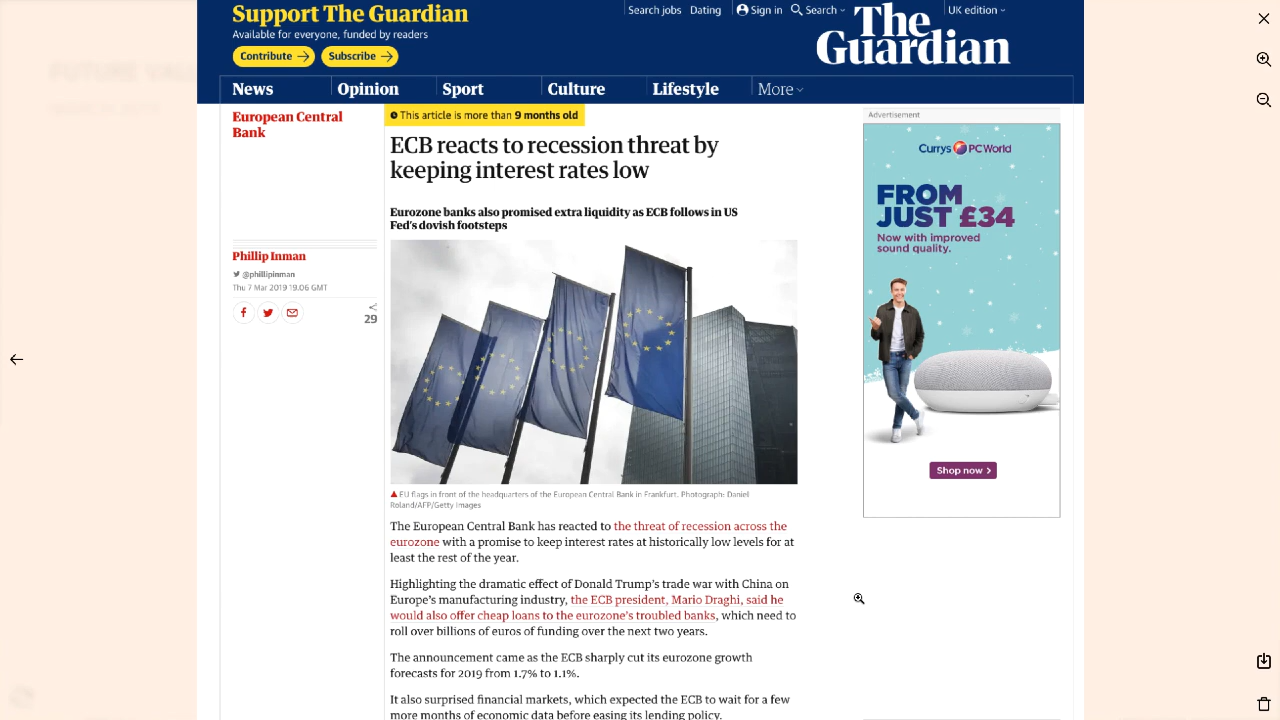 Support The Guardian
Available for everyone, funded by readers
Contribute
Subscribe
Search jobs
Dating
Sign in
Search
The Guardian
UK edition
News
Opinion
Sport
Culture
Lifestyle
More
European Central
Bank
This article is more than 9 months old
ECB reacts to recession threat by
keeping interest rates low
Eurozone banks also promised extra liquidity as ECB follows in US
Fed's dovish footsteps
Phillip Inman
@phillipinman
Thu 7 Mar 2019 19.06 GMT
29
EU flags in front of the headquarters of the European Central Bank in Frankfurt. Photograph: Daniel
Roland/AFP/Getty Images
The European Central Bank has reacted to the threat of recession across the
eurozone with a promise to keep interest rates at historically low levels for at
least the rest of the year.
Highlighting the dramatic effect of Donald Trump's trade war with China on
Europe's manufacturing industry, the ECB president, Mario Draghi, said he
would also offer cheap loans to the eurozone's troubled banks, which need to
roll over billions of euros of funding over the next two years.
The announcement came as the ECB sharply cut its eurozone growth
forecasts for 2019 from 1.7% to 1.1%.
It also surprised financial markets, which expected the ECB to wait for a few
more months of economic data before easing its lending policy.
Advertisement
Currys PC World
FROM
JUST £34
Now with improved
sound quality.
Shop now